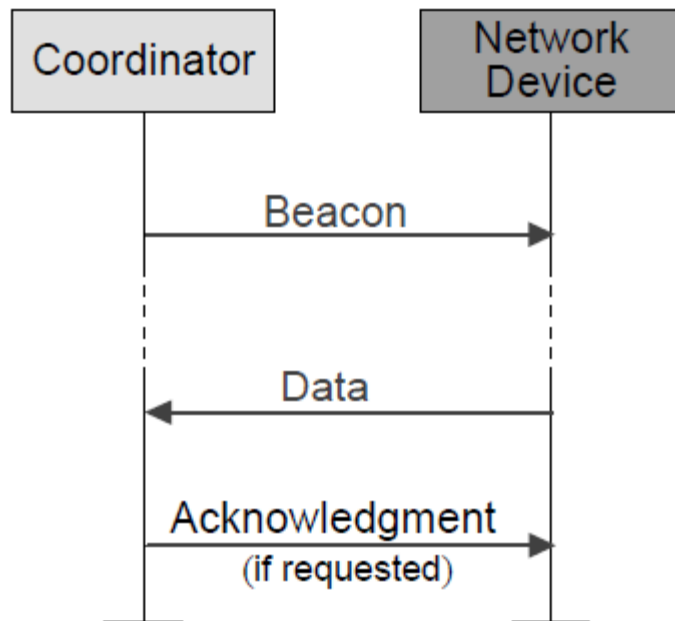 Coordinator
Network
Device
Beacon
Data
Acknowledgment
(if requested)